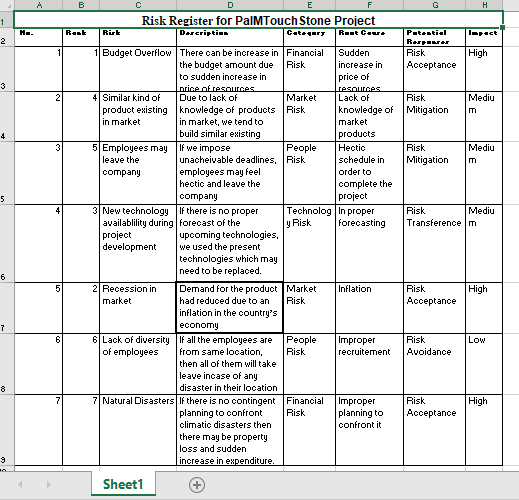 A B C D E F G H
1 Risk Register for PalMTouchStone Project
2 No. Rank Risk Description Category Root Cause Potential Responses Impact
3 1 1 Budget Overflow There can be increase in Financial Sudden Risk High
the budget amount due Risk increase in Acceptance
to sudden increase in price of
price of resources resources
4 2 4 Similar kind of Due to lack of Market Lack of Risk Mediu
product existing knowledge of products Risk knowledge of Mitigation m
in market in market, we tend to market
build similar existing products
5 3 5 Employees may If we impose People Hectic Risk Mediu
leave the unacheivable deadlines, Risk schedule in Mitigation m
company employees may feel order to
hectic and leave the complete the
company project
6 4 3 New technology If there is no proper Technolog In proper Risk Mediu
availablility during forecast of the y Risk forecasting Transference m
project upcoming technologies,
development we used the present
technologies which may
need to be replaced.
7 5 2 Recession in Demand for the product Market Inflation Risk High
market had reduced due to an Risk Acceptance
inflation in the country's
economy
8 6 6 Lack of diversity If all the employees are People Improper Risk Low
of employees from same location, Risk recruitement Avoidance
then all of them will take
leave incase of any
disaster in their location
9 7 7 Natural Disasters If there is no contingent Financial Improper Risk High
planning to confront Risk planning to Acceptance
climatic disasters then confront it
there may be property
loss and sudden
increase in expenditure.
Sheet1